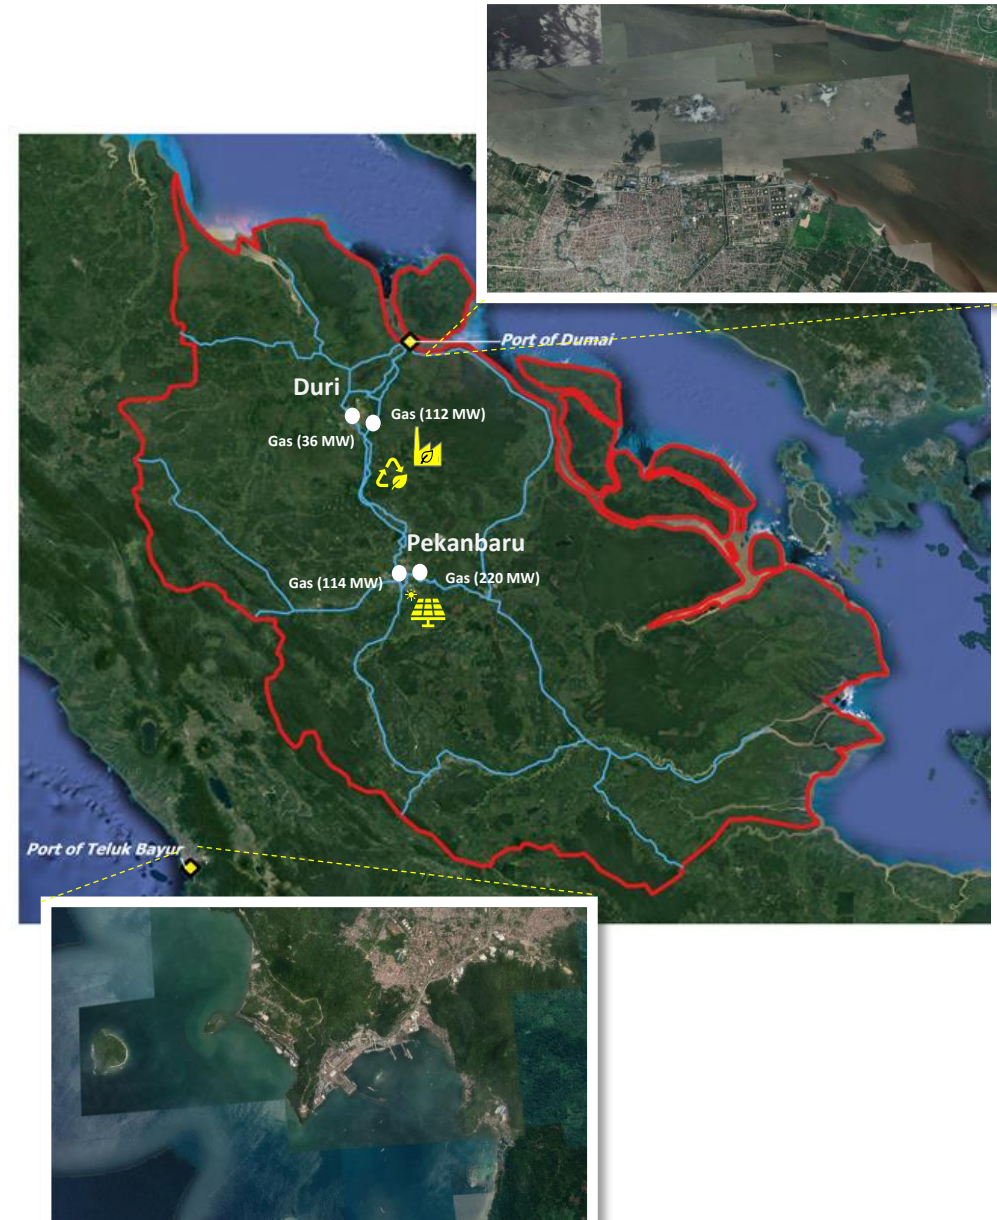 Port of Dumai
Duri
Gas (112 MW)
Gas (36 MW)
Pekanbaru
Gas (114 MW)
Gas (220 MW)
Port of Teluk Bayur